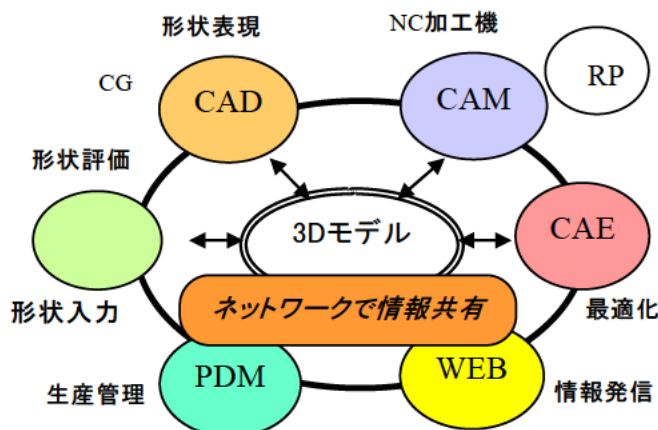 形状表現
NC加工機
CG
CAD
CAM
RP
形状評価
3Dモデル
CAE
ネットワークで情報共有
形状入力
最適化
生産管理
PDM
WEB
情報発信